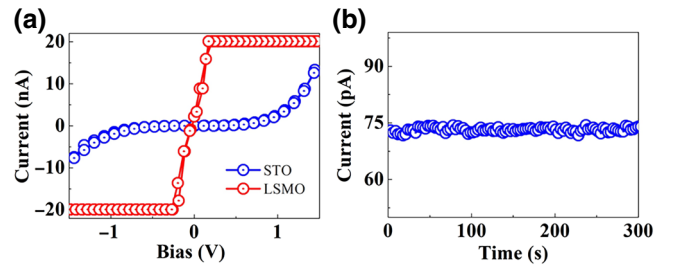 (a)
Current (nA)
20
10
0
-10
-20
STO
LSMO
-1 0 1
Bias (V)
(b)
Current (pA)
90
75
60
0 100 200 300
Time (s)